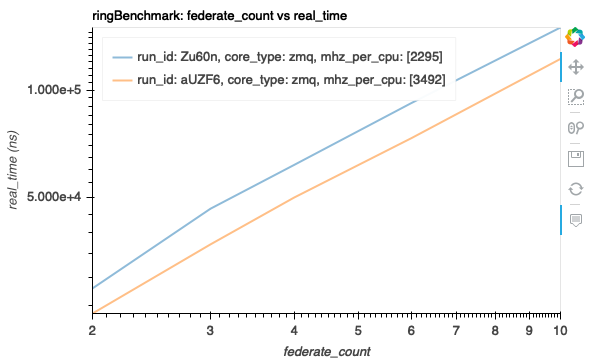 ringBenchmark: federate_count vs real_time
run_id: Zu60n, core_type: zmq, mhz_per_cpu: [2295]
run_id: aUZF6, core_type: zmq, mhz_per_cpu: [3492]
1.000e+5
5.000e+4
real_time (ns)
2 3 4 5 6 7 8 9 10
federate_count